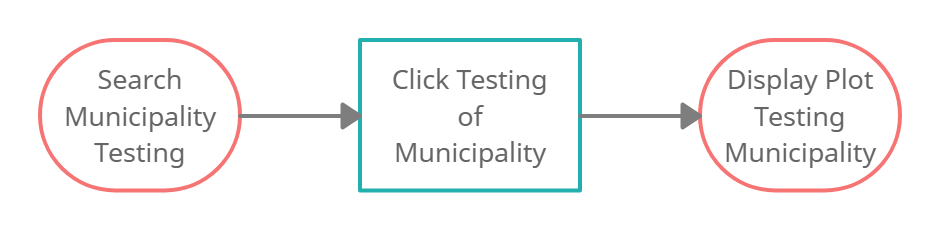 Search
Municipality
Testing
Click Testing
of
Municipality
Display Plot
Testing
Municipality